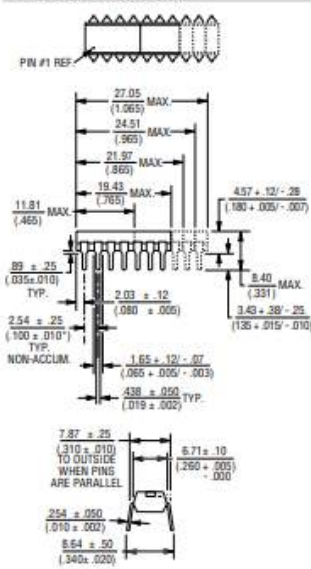 PIN #1 REF.
27.05
(1.065) MAX.
24.51
(.965) MAX.
21.97
(.865) MAX.
19.43
(.765) MAX.
11.81
(.465) MAX.
4.57 + .12/ - .28
(.180 + .005/ - .007)
.89 ± .25
(.035±.010)
TYP.
2.03 ± .12
(.080 ± .005)
8.40
(.331) MAX.
3.43 + .38/ - .25
(135 + .015/ - .010)
2.54 ± .25
(.100 ± .010")
TYP.
NON-ACCUM.
1.65 + .12/ - .07
(.065 + .005/ - .003)
.438 ± .050
(.019 ± .002) TYP.
7.87 ± .25
(.310 ± .010)
TO OUTSIDE
WHEN PINS
ARE PARALLEL
6.71± .10
(.260 + .005)
- .000
.254 ± .050
(.010 ± .002)
8.64 ± .50
(.340± .020)